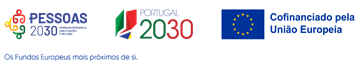 PESSOAS
2030
PORTUGAL
2030
Cofinanciado pela
União Europeia
Os Fundos Europeus mais próximos de si.